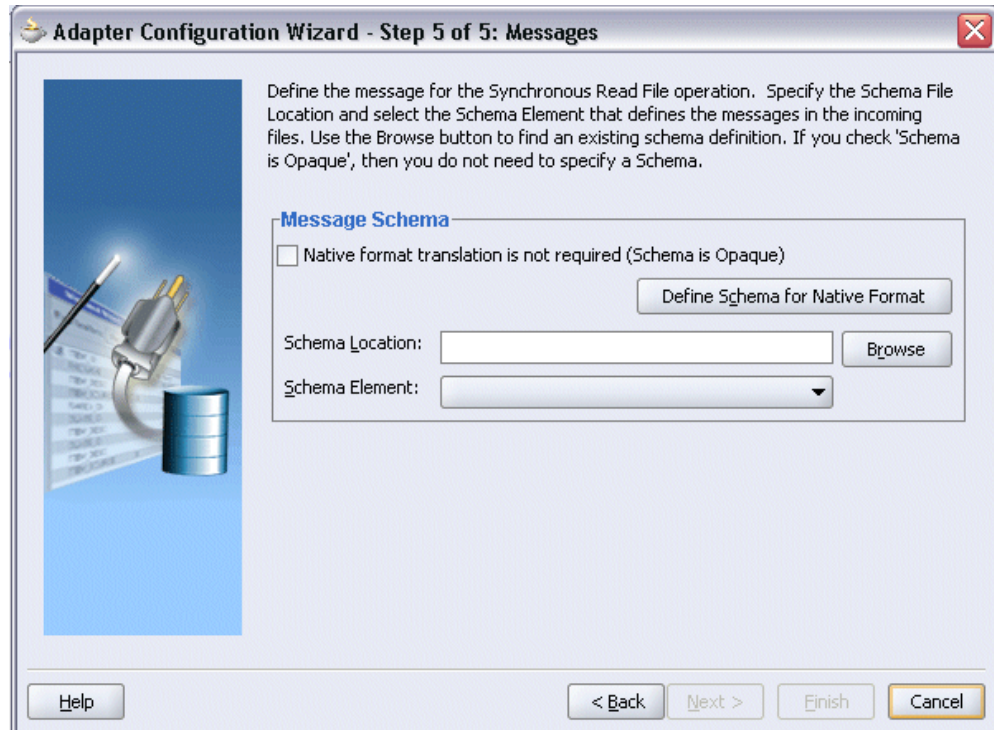 Adapter Configuration Wizard - Step 5 of 5: Messages
Define the message for the Synchronous Read File operation.  Specify the Schema File
Location and select the Schema Element that defines the messages in the incoming
files. Use the Browse button to find an existing schema definition. If you check 'Schema
is Opaque', then you do not need to specify a Schema.
Message Schema
Native format translation is not required (Schema is Opaque)
Define Schema for Native Format
Schema Location:
Browse
Schema Element:
Help
< Back
Next >
Finish
Cancel